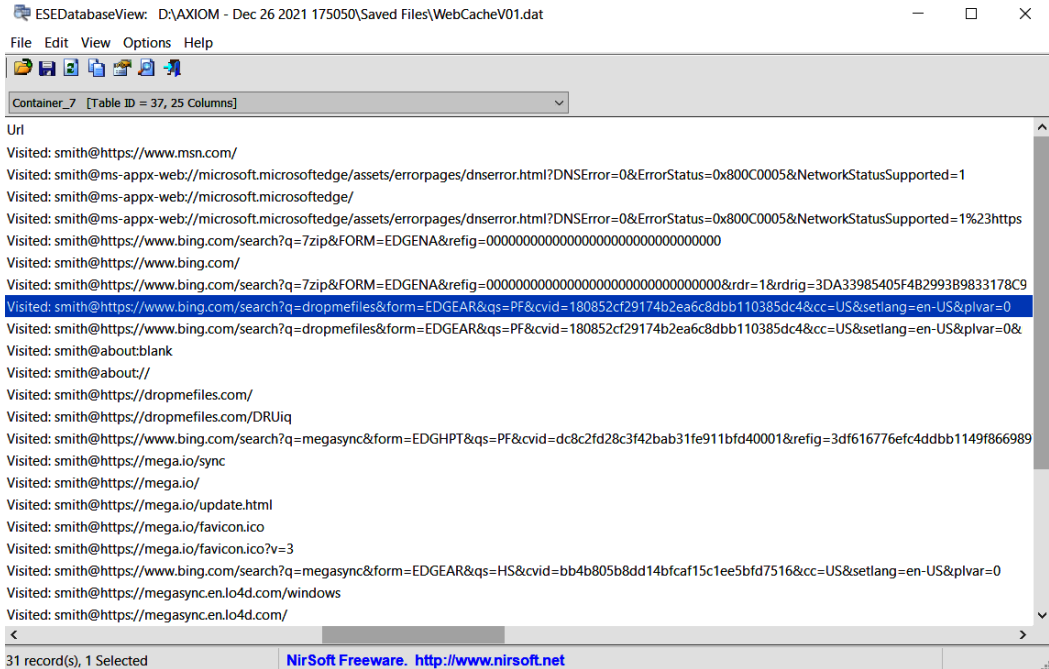 ESEDatabaseView: D:\AXIOM - Dec 26 2021 175050\Saved Files\WebCacheV01.dat
File Edit View Options Help
Container_7 [Table ID = 37, 25 Columns]
Url
Visited: smith@https://www.msn.com/
Visited: smith@ms-appx-web://microsoft.microsoftedge/assets/errorpages/dnserror.html?DNSError=0&ErrorStatus=0x800C0005&NetworkStatusSupported=1
Visited: smith@ms-appx-web://microsoft.microsoftedge/
Visited: smith@ms-appx-web://microsoft.microsoftedge/assets/errorpages/dnserror.html?DNSError=0&ErrorStatus=0x800C0005&NetworkStatusSupported=1%23https
Visited: smith@https://www.bing.com/search?q=7zip&FORM=EDGENA&refig=00000000000000000000000000000000
Visited: smith@https://www.bing.com/
Visited: smith@https://www.bing.com/search?q=7zip&FORM=EDGENA&refig=00000000000000000000000000000000&rdr=1&rdrig=3DA33985405F4B2993B9833178C9
Visited: smith@https://www.bing.com/search?q=dropmefiles&form=EDGEAR&qs=PF&cvid=180852cf29174b2ea6c8dbb110385dc4&cc=US&setlang=en-US&plvar=0
Visited: smith@https://www.bing.com/search?q=dropmefiles&form=EDGEAR&qs=PF&cvid=180852cf29174b2ea6c8dbb110385dc4&cc=US&setlang=en-US&plvar=0&
Visited: smith@about:blank
Visited: smith@about://
Visited: smith@https://dropmefiles.com/
Visited: smith@https://dropmefiles.com/DRUiq
Visited: smith@https://www.bing.com/search?q=megasync&form=EDGHPT&qs=PF&cvid=dc8c2fd28c3f42bab31fe911bfd40001&refig=3df616776efc4ddbb1149f866989
Visited: smith@https://mega.io/sync
Visited: smith@https://mega.io/
Visited: smith@https://mega.io/update.html
Visited: smith@https://mega.io/favicon.ico
Visited: smith@https://mega.io/favicon.ico?v=3
Visited: smith@https://www.bing.com/search?q=megasync&form=EDGEAR&qs=HS&cvid=bb4b805b8dd14bfcaf15c1ee5bfd7516&cc=US&setlang=en-US&plvar=0
Visited: smith@https://megasync.en.lo4d.com/windows
Visited: smith@https://megasync.en.lo4d.com/
31 record(s), 1 Selected
NirSoft Freeware. http://www.nirsoft.net